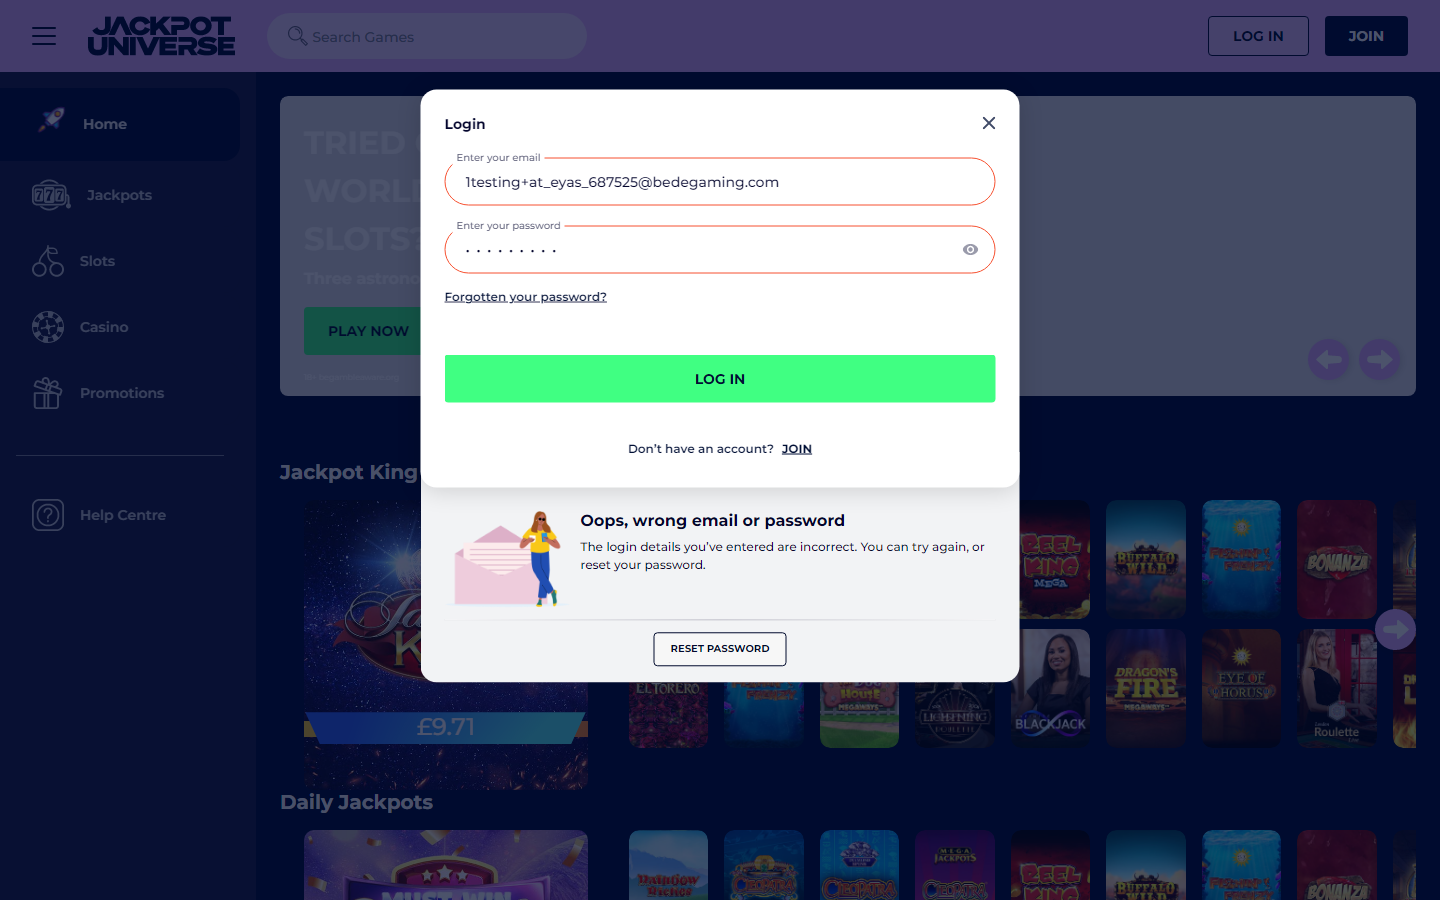 JACKPOT
UNIVERSE
Search Games
LOG IN
JOIN
Home
Jackpots
Slots
Casino
Promotions
Help Centre
TRIED
WORL
SLOTS?
Three astrono
PLAY NOW
Login
Enter your email
1testing+at_eyas_687525@bedegaming.com
Enter your password
Forgotten your password?
LOG IN
Don't have an account? JOIN
Oops, wrong email or password
The login details you've entered are incorrect. You can try again, or
reset your password.
RESET PASSWORD
Jackpot King
£9.71
REEL
KING
MEGA
BUFFALO
WILD
BONANZA
EL TORERO
HOUSE
MEGAWAYS
LIGHTNING
ROULETTE
BLACKJACK
DRAGON'S
FIRE
MEGAWAYS
EYE OF
HORUS
Roulette
Daily Jackpots
MUST WIN
Rainbow
Riches
CLEOPATRA
CLEOPATRA
MEGA
JACKPOTS
CLEOPATRA
REEL
KING
BUFFALO
WILD
BONANZA